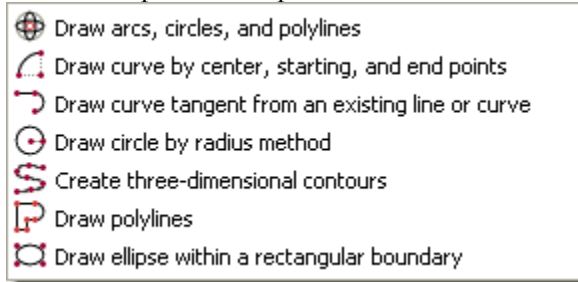 Draw arcs, circles, and polylines
Draw curve by center, starting, and end points
Draw curve tangent from an existing line or curve
Draw circle by radius method
Create three-dimensional contours
Draw polylines
Draw ellipse within a rectangular boundary